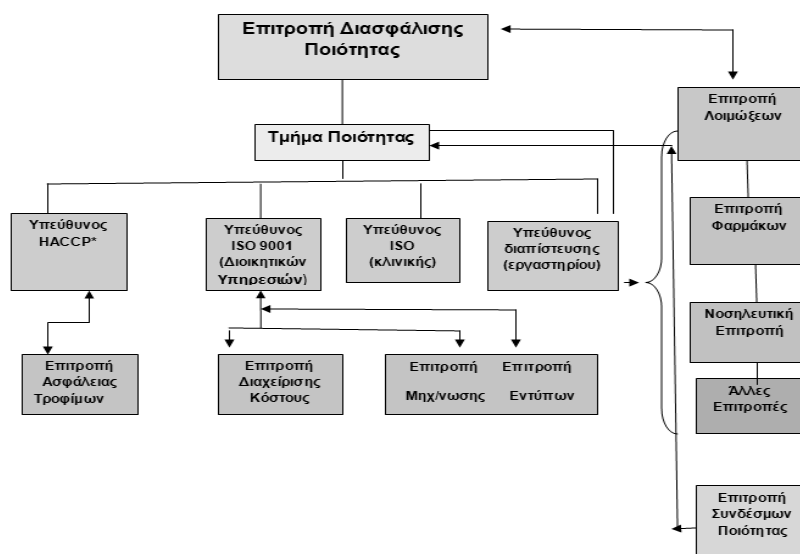 Επιτροπή Διασφάλισης
Ποιότητας
Επιτροπή
Λοιμώξεων
Τμήμα Ποιότητας
Υπεύθυνος
HACCP*
Υπεύθυνος
ISO 9001
(Διοικητικών
Υπηρεσιών)
Υπεύθυνος
ISO
(κλινικής)
Υπεύθυνος
διαπίστευσης
(εργαστηρίου)
Επιτροπή
Φαρμάκων
Νοσηλευτική
Επιτροπή
Επιτροπή
Ασφάλειας
Τροφίμων
Επιτροπή
Διαχείρισης
Κόστους
Επιτροπή
Μηχ/νωσης
Επιτροπή
Εντύπων
Άλλες
Επιτροπές
Επιτροπή
Συνδέσμων
Ποιότητας